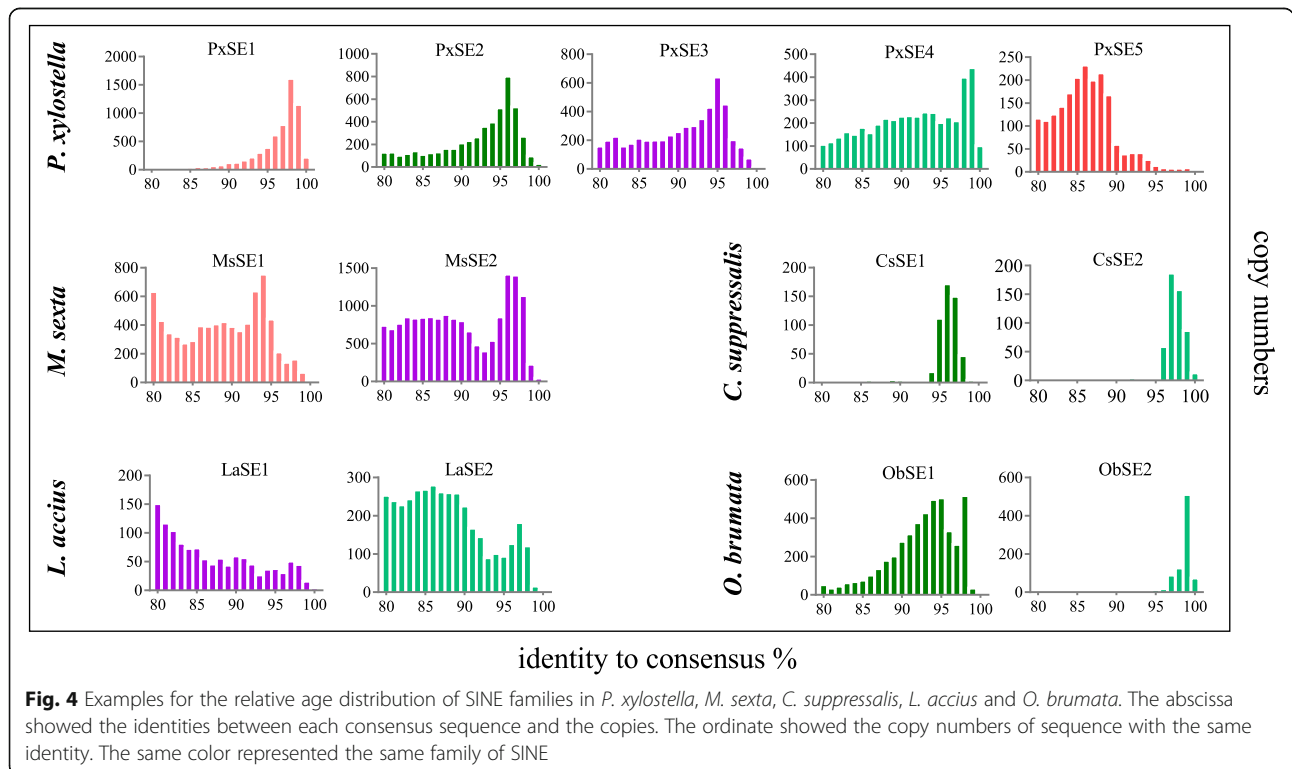 P. xylostella
PxSE1
2000
1500
1000
500
0
80 85 90 95 100
PxSE2
1000
800
600
400
200
0
80 85 90 95 100
PxSE3
800
600
400
200
0
80 85 90 95 100
PxSE4
500
400
300
200
100
0
80 85 90 95 100
PxSE5
250
200
150
100
50
0
80 85 90 95 100
M. sexta
MsSE1
800
600
400
200
0
80 85 90 95 100
MsSE2
1500
1000
500
0
80 85 90 95 100
C. suppressalis
CsSE1
200
150
100
50
0
80 85 90 95 100
CsSE2
200
150
100
50
0
80 85 90 95 100
L. accius
LaSE1
200
150
100
50
0
80 85 90 95 100
LaSE2
300
200
100
0
80 85 90 95 100
O. brumata
ObSE1
600
400
200
0
80 85 90 95 100
ObSE2
600
400
200
0
80 85 90 95 100
copy numbers
identity to consensus %
Fig. 4 Examples for the relative age distribution of SINE families in P. xylostella, M. sexta, C. suppressalis, L. accius and O. brumata. The abscissa
showed the identities between each consensus sequence and the copies. The ordinate showed the copy numbers of sequence with the same
identity. The same color represented the same family of SINE